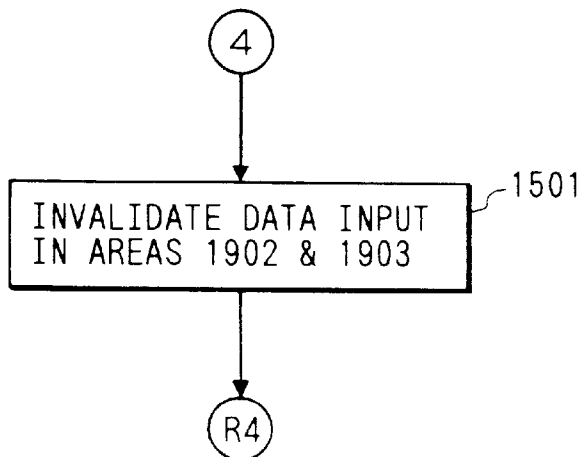 4
1501
INVALIDATE DATA INPUT
IN AREAS 1902 & 1903
R4